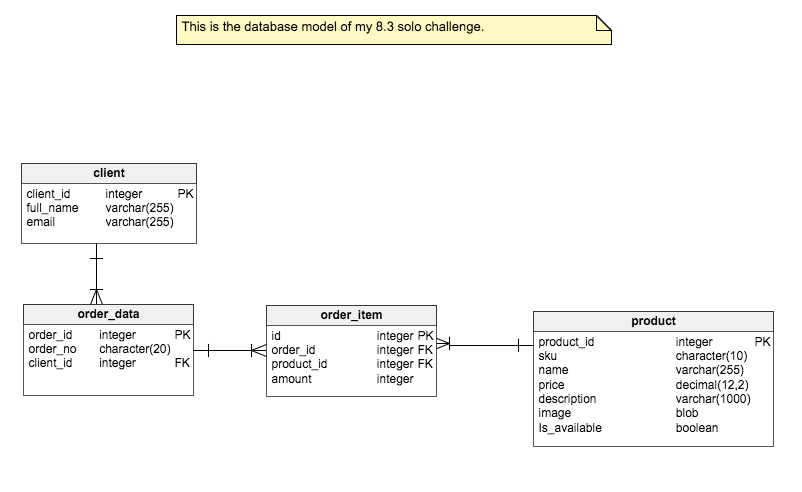 This is the database model of my 8.3 solo challenge.
client
client_id integer PK
full_name varchar(255)
email varchar(255)
order_data
order_id integer PK
order_no character(20)
client_id integer FK
order_item
id integer PK
order_id integer FK
product_id integer FK
amount integer
product
product_id integer PK
sku character(10)
name varchar(255)
price decimal(12,2)
description varchar(1000)
image blob
Is_available boolean